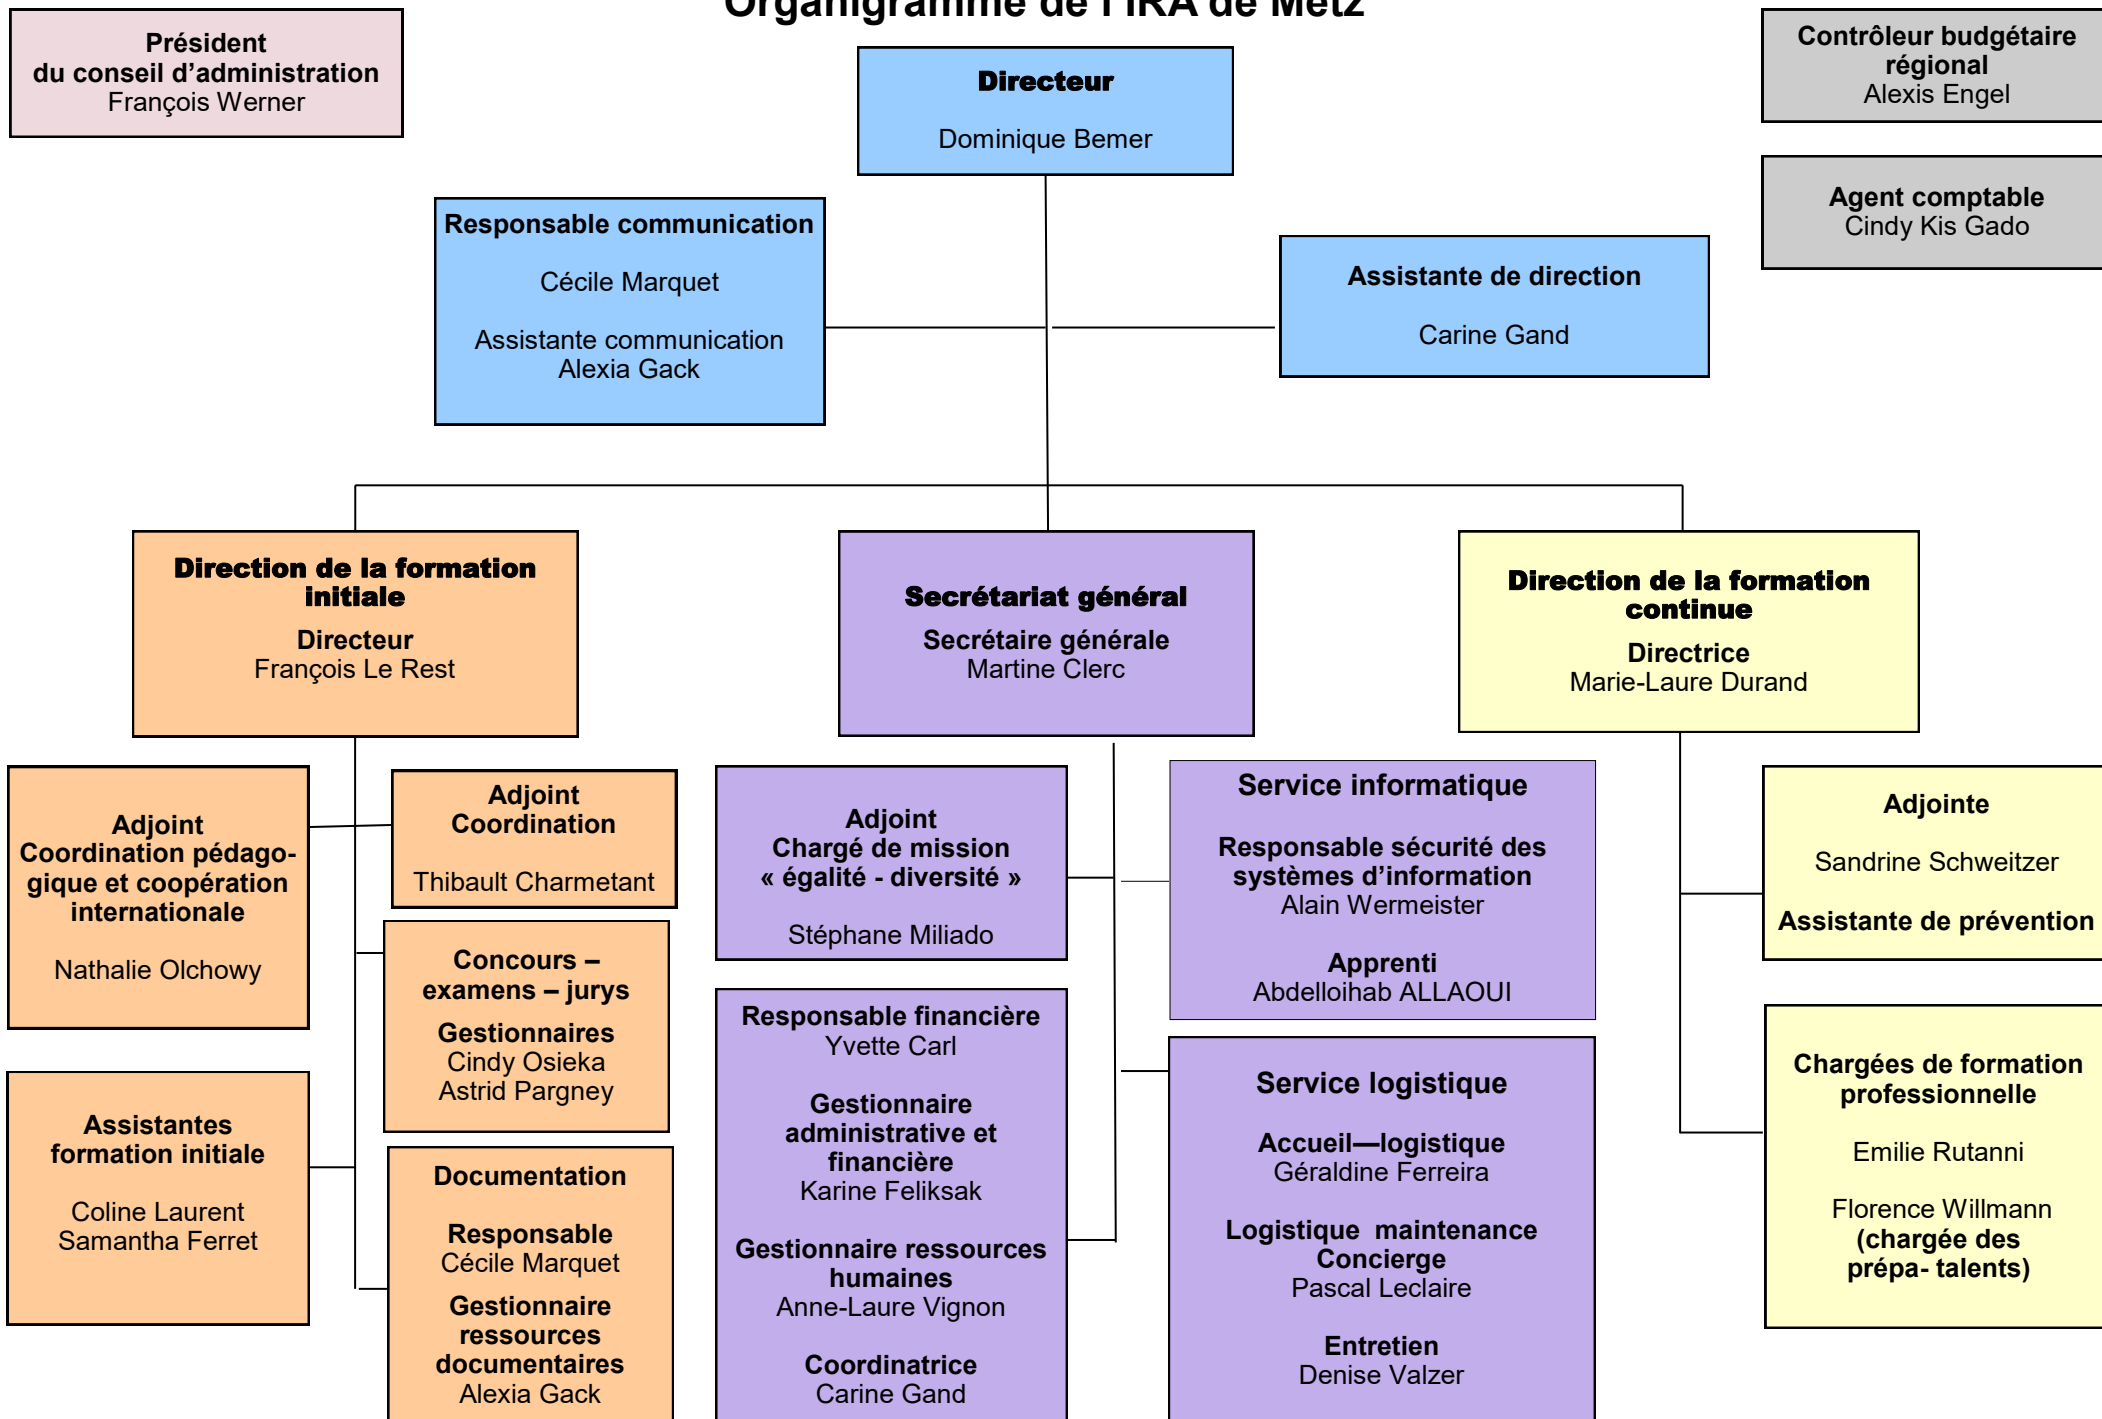 Organigramme de l'IRA de Metz
Président
du conseil d’administration
François Werner
Directeur
Dominique Bemer
Contrôleur budgétaire
régional
Alexis Engel
Agent comptable
Cindy Kis Gado
Responsable communication
Cécile Marquet
Assistante communication
Alexia Gack
Assistante de direction
Carine Gand
Direction de la formation
initiale
Directeur
François Le Rest
Secrétariat général
Secrétaire générale
Martine Clerc
Direction de la formation
continue
Directrice
Marie-Laure Durand
Adjoint
Coordination pédago-
gique et coopération
internationale
Nathalie Olchowy
Adjoint
Coordination
Thibault Charmetant
Concours –
examens – jurys
Gestionnaires
Cindy Osieka
Astrid Pargney
Assistantes
formation initiale
Coline Laurent
Samantha Ferret
Documentation
Responsable
Cécile Marquet
Gestionnaire
ressources
documentaires
Alexia Gack
Adjoint
Chargé de mission
« égalité - diversité »
Stéphane Miliado
Responsable financière
Yvette Carl
Gestionnaire
administrative et
financière
Karine Feliksak
Gestionnaire ressources
humaines
Anne-Laure Vignon
Coordinatrice
Carine Gand
Service informatique
Responsable sécurité des
systèmes d’information
Alain Wermeister
Apprenti
Abdelloihab ALLAOUI
Service logistique
Accueil—logistique
Géraldine Ferreira
Logistique maintenance
Concierge
Pascal Leclaire
Entretien
Denise Valzer
Adjointe
Sandrine Schweitzer
Assistante de prévention
Chargées de formation
professionnelle
Emilie Rutanni
Florence Willmann
(chargée des
prépa- talents)